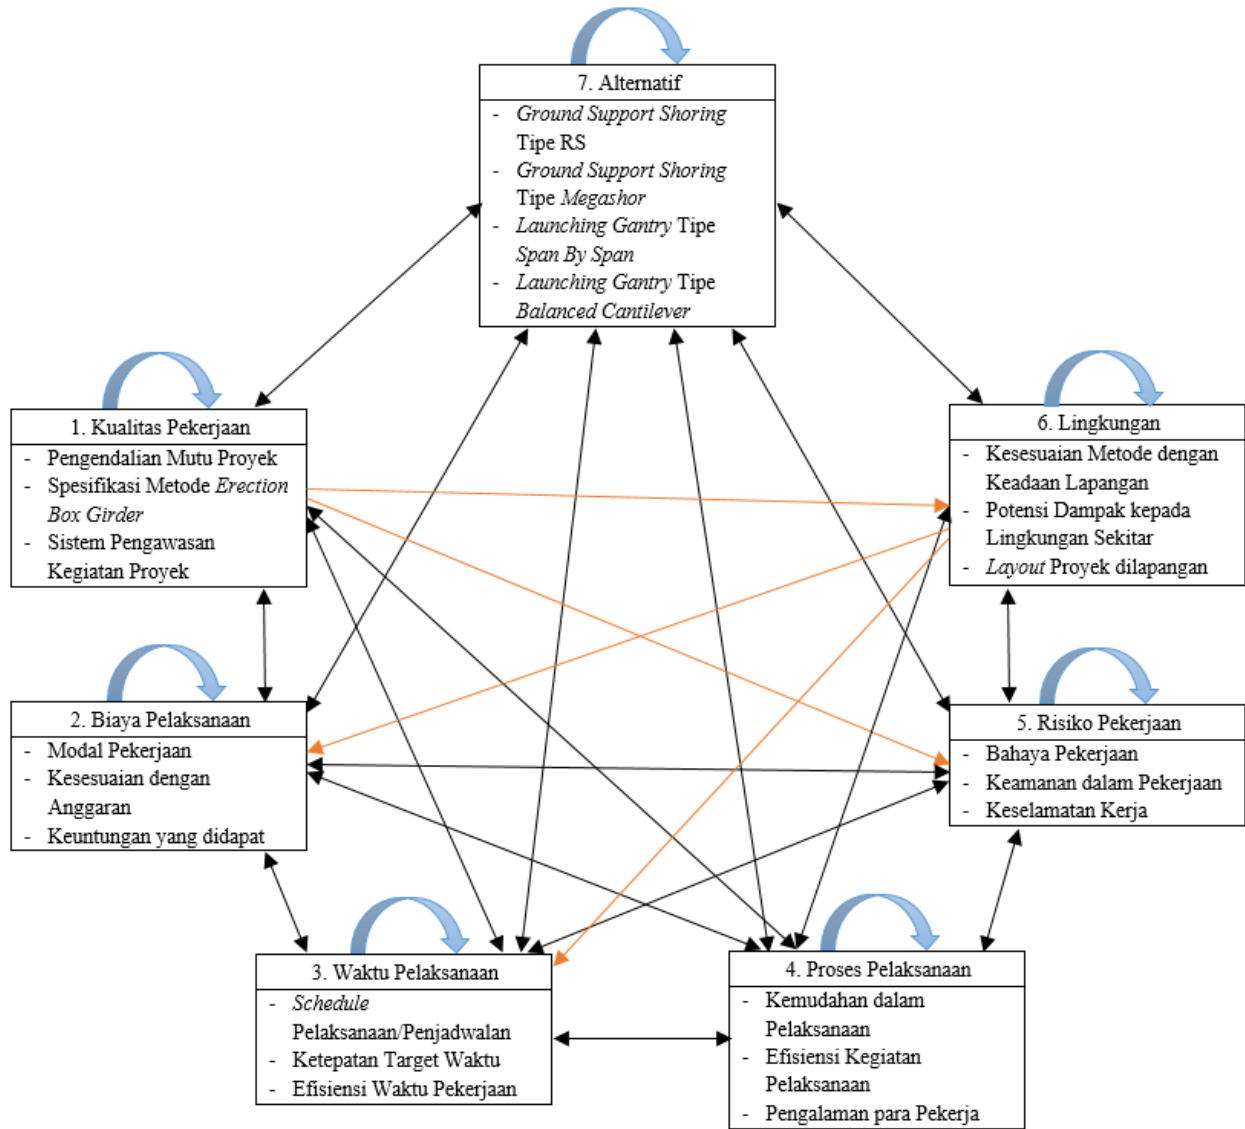 7. Alternatif
- Ground Support Shoring
Tipe RS
- Ground Support Shoring
Tipe Megashor
- Launching Gantry Tipe
Span By Span
- Launching Gantry Tipe
Balanced Cantilever
1. Kualitas Pekerjaan
- Pengendalian Mutu Proyek
- Spesifikasi Metode Erection
Box Girder
- Sistem Pengawasan
Kegiatan Proyek
6. Lingkungan
- Kesesuaian Metode dengan
Keadaan Lapangan
- Potensi Dampak kepada
Lingkungan Sekitar
- Layout Proyek dilapangan
2. Biaya Pelaksanaan
- Modal Pekerjaan
- Kesesuaian dengan
Anggaran
- Keuntungan yang didapat
5. Risiko Pekerjaan
- Bahaya Pekerjaan
- Keamanan dalam Pekerjaan
- Keselamatan Kerja
3. Waktu Pelaksanaan
- Schedule
Pelaksanaan/Penjadwalan
- Ketepatan Target Waktu
- Efisiensi Waktu Pekerjaan
4. Proses Pelaksanaan
- Kemudahan dalam
Pelaksanaan
- Efisiensi Kegiatan
Pelaksanaan
- Pengalaman para Pekerja